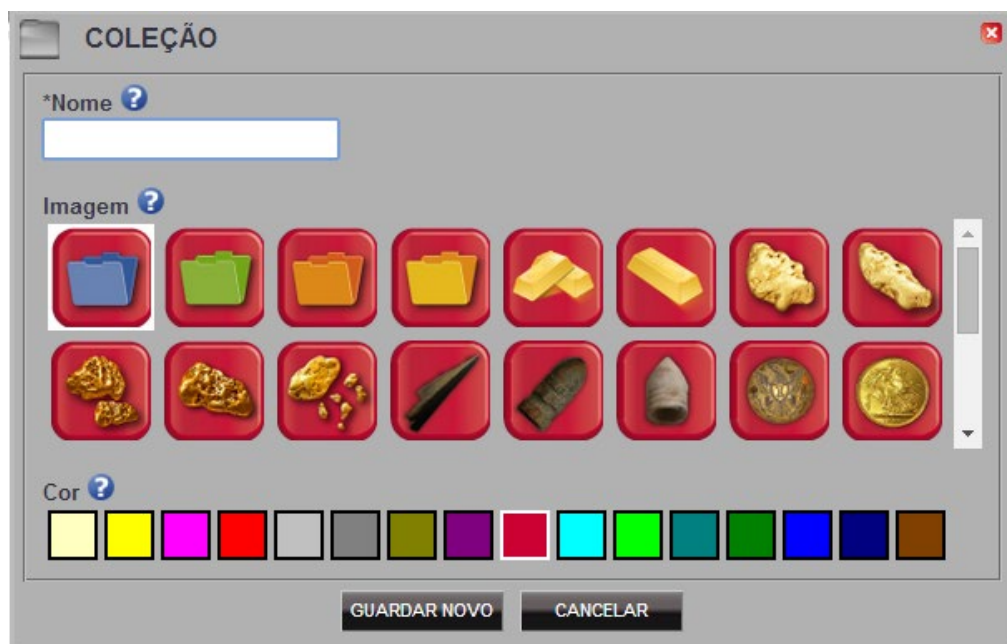 COLEÇÃO
*Nome ?
Imagem ?
Cor ?
GUARDAR NOVO CANCELAR